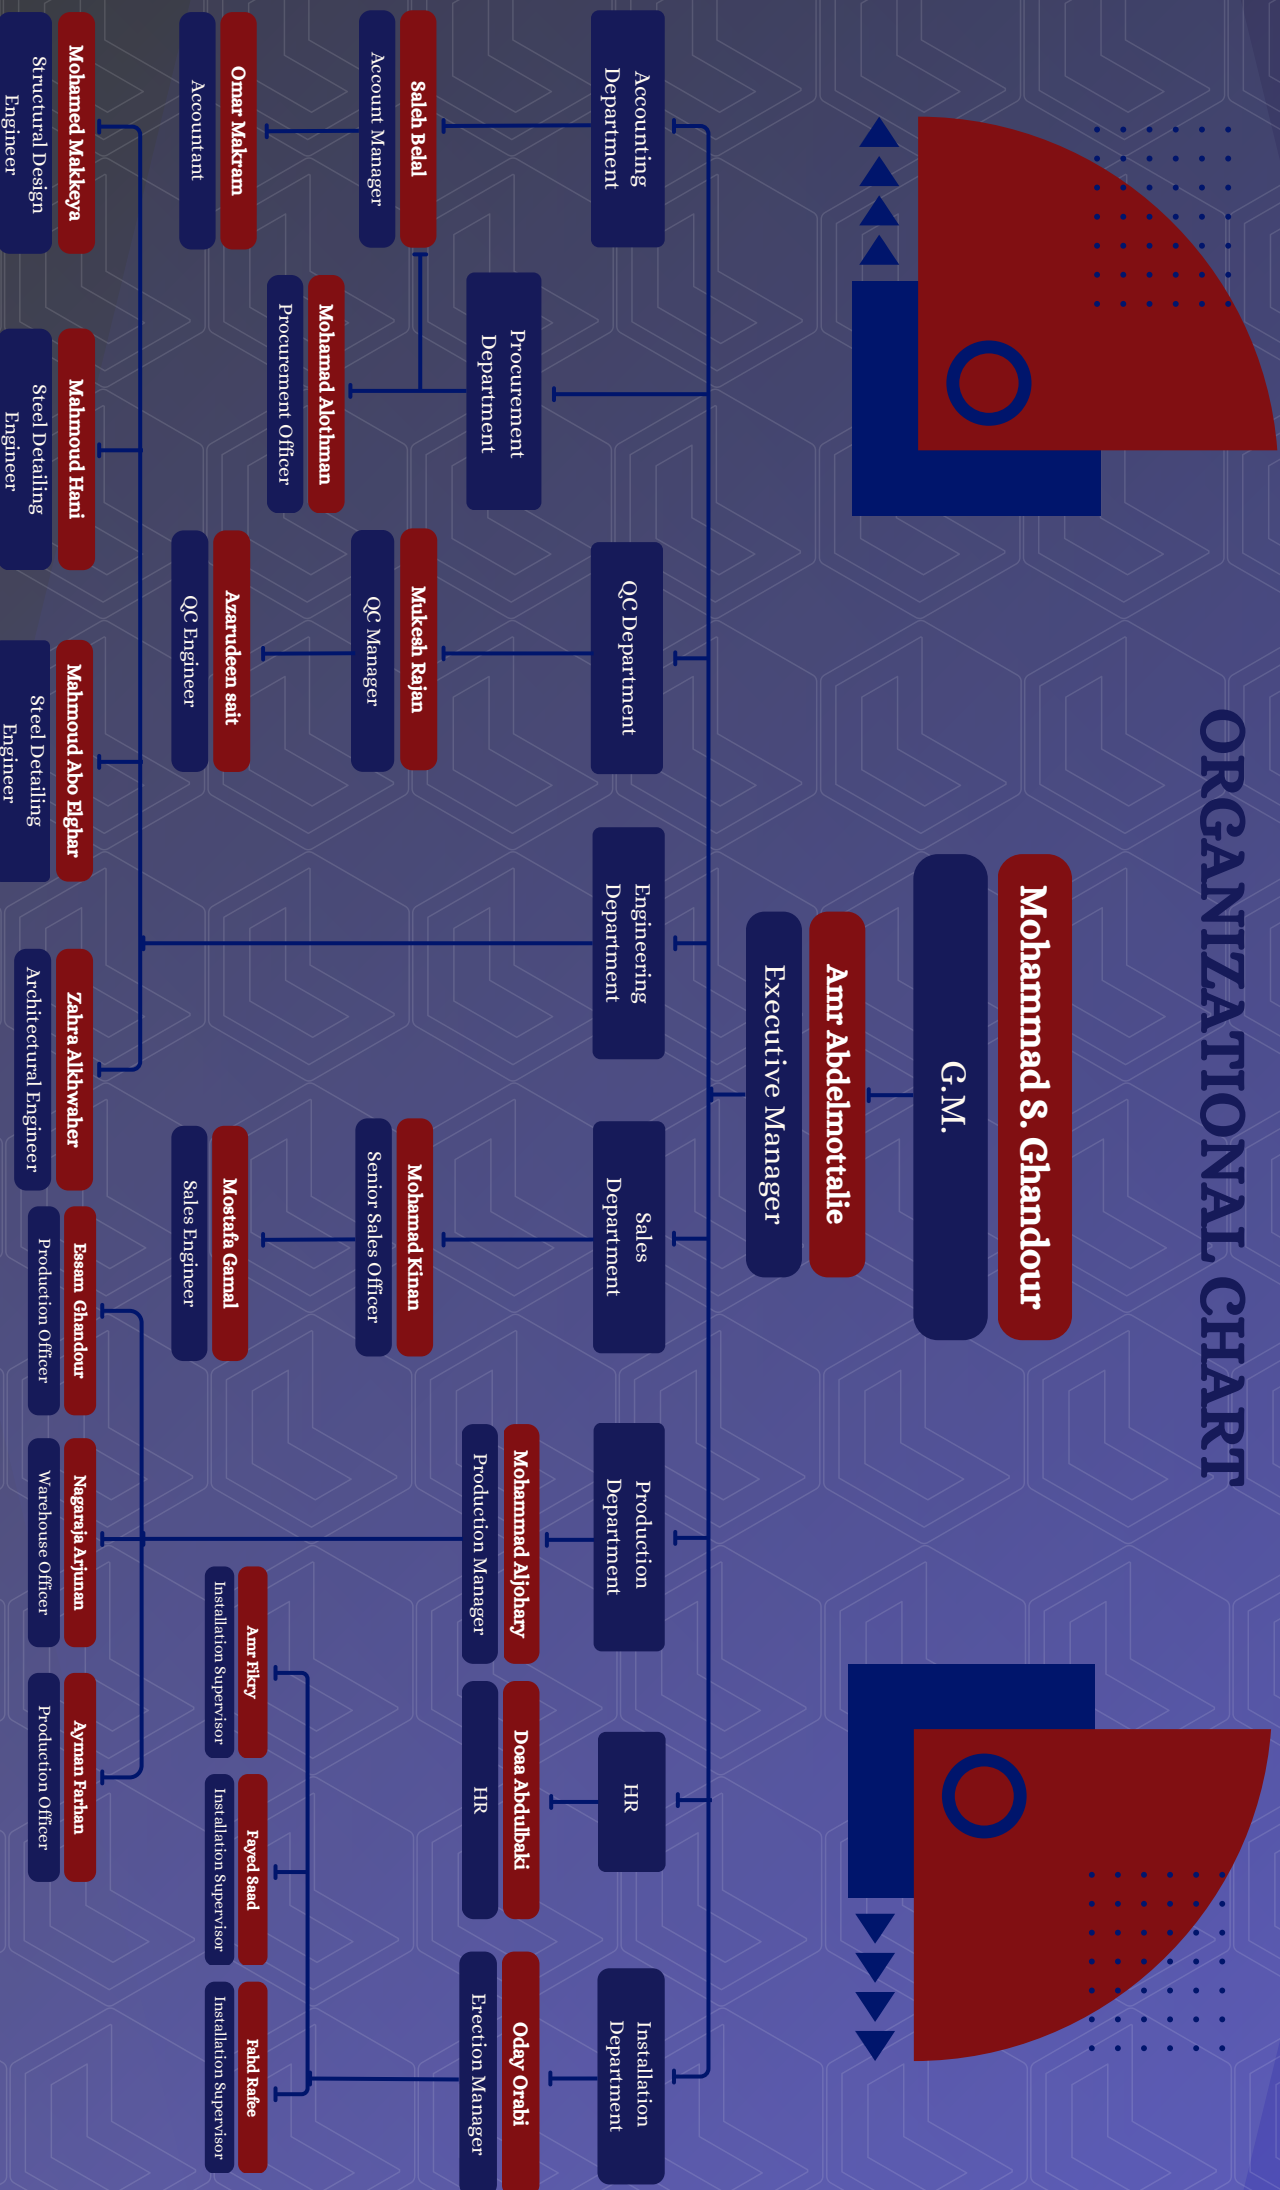 ORGANIZATIONAL CHART
Mohammad S. Ghandour
G.M.
Amr Abdelmottalie
Executive Manager
Accounting
Department
Saleh Belal
Account Manager
Omar Makram
Accountant
Procurement
Department
Mohamad Alothman
Procurement Officer
QC Department
Mukesh Rajan
QC Manager
Azarudeen sait
QC Engineer
Engineering
Department
Mohamed Makkeya
Structural Design
Engineer
Mahmoud Hani
Steel Detailing
Engineer
Mahmoud Abo Elghar
Steel Detailing
Engineer
Zahra Alkhwaher
Architectural Engineer
Sales
Department
Mohamad Kinan
Senior Sales Officer
Mostafa Gamal
Sales Engineer
Production
Department
Mohammad Aljohary
Production Manager
Essam Ghandour
Production Officer
Nagaraja Arjunan
Warehouse Officer
Ayman Farhan
Production Officer
HR
Doaa Abdulbaki
HR
Installation
Department
Oday Orabi
Erection Manager
Amr Fikry
Installation Supervisor
Fayed Saad
Installation Supervisor
Fahd Rafee
Installation Supervisor